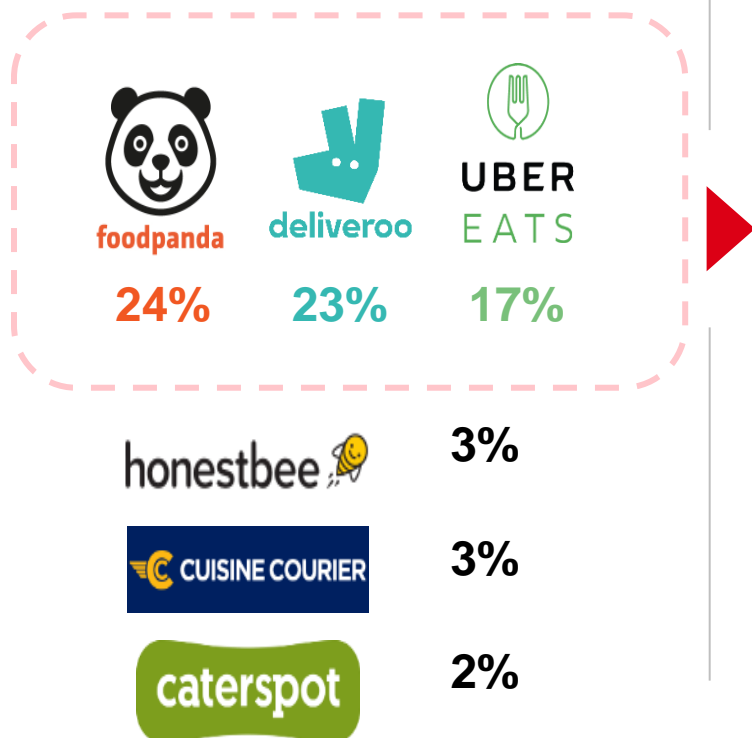 foodpanda
deliveroo
UBER
EATS
24%
23%
17%
honestbee
3%
CUISINE COURIER
3%
caterspot
2%